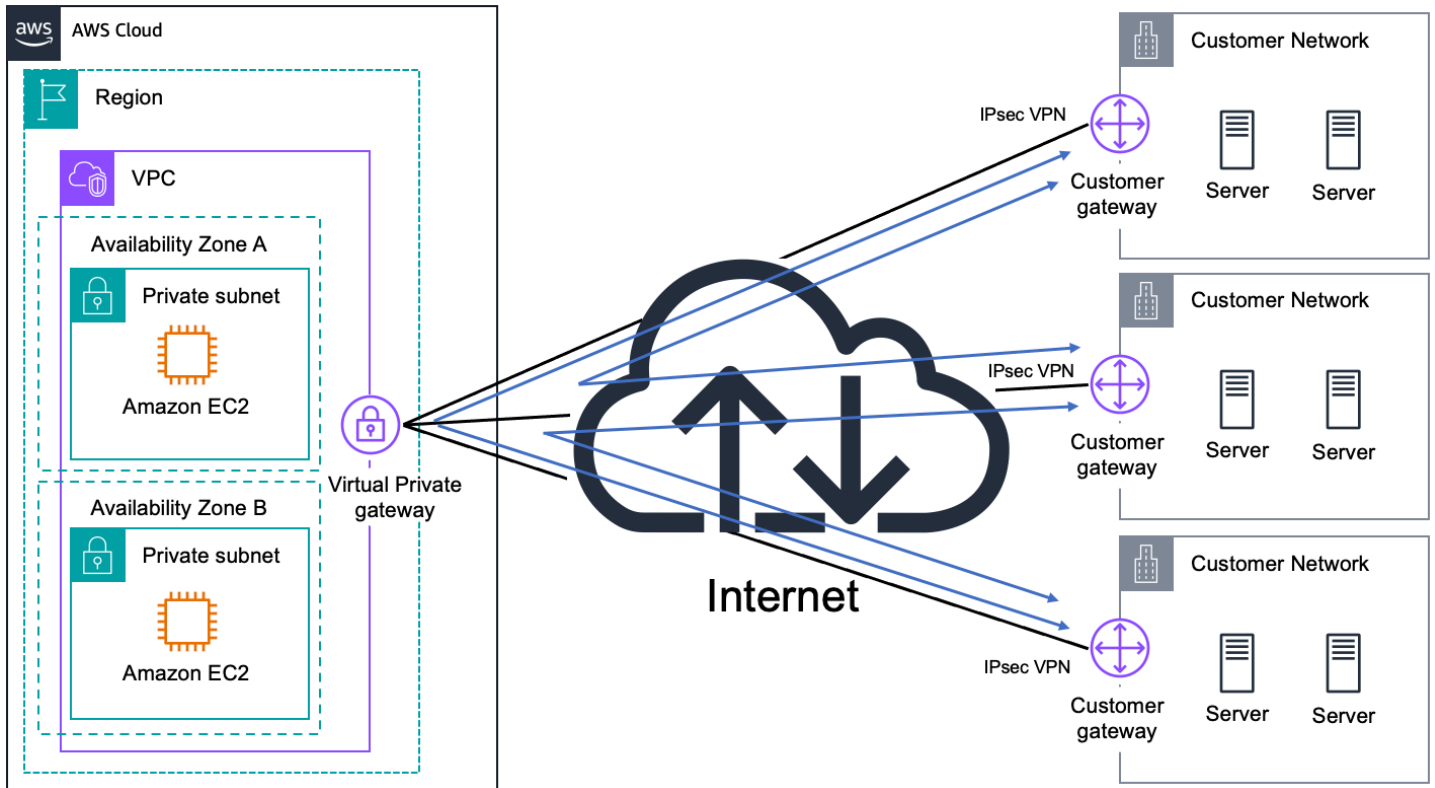 aws
AWS Cloud
Region
VPC
Availability Zone A
Private subnet
Amazon EC2
Availability Zone B
Private subnet
Amazon EC2
Virtual Private
gateway
Internet
IPsec VPN
Customer
gateway
Customer Network
Server
Server
IPsec VPN
Customer
gateway
Customer Network
Server
Server
IPsec VPN
Customer
gateway
Customer Network
Server
Server